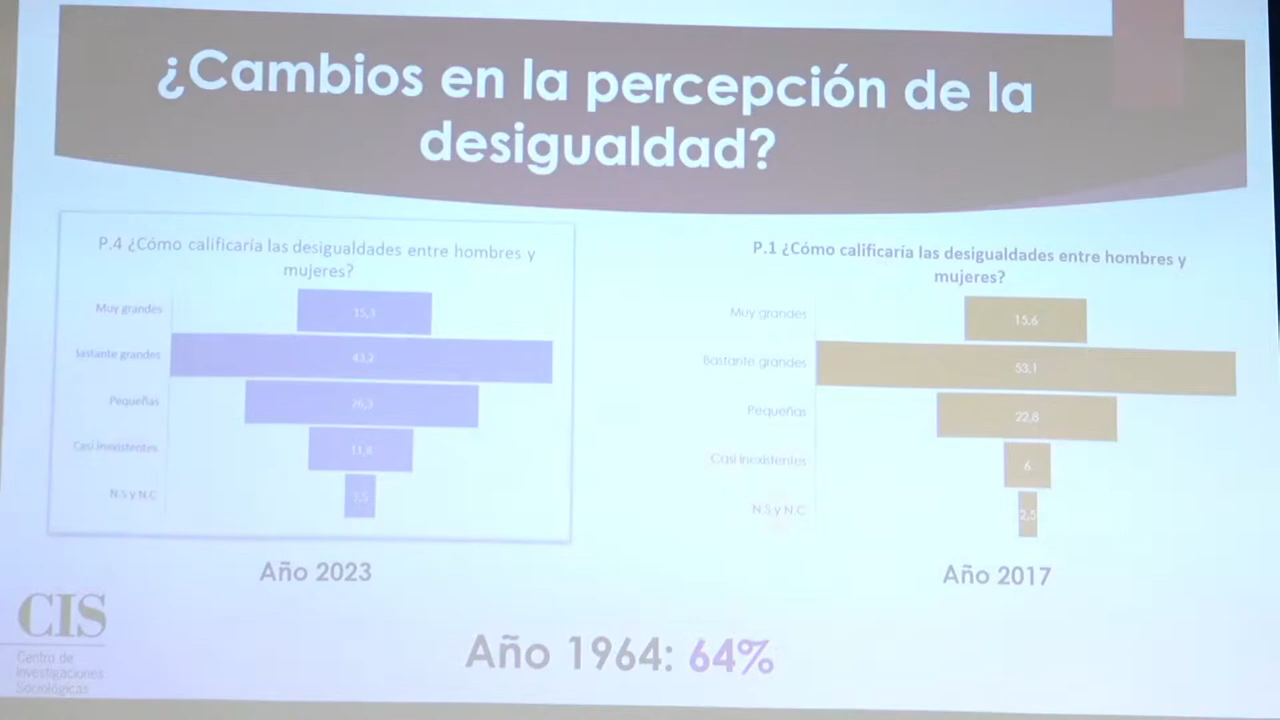 ¿Cambios en la percepción de la
desigualdad?
P.4 ¿Cómo calificaría las desigualdades entre hombres y
mujeres?
Muy grandes
15,3
Bastante grandes
43,2
Pequeñas
26,3
Casi inexistentes
11,8
N.S y N.C
3,5
Año 2023
P.1 ¿Cómo calificaría las desigualdades entre hombres y
mujeres?
Muy grandes
15,6
Bastante grandes
53,1
Pequeñas
22,8
Casi inexistentes
6
N.S y N.C
2,5
Año 2017
Año 1964: 64%
CIS
Centro de
Investigaciones
Sociológicas